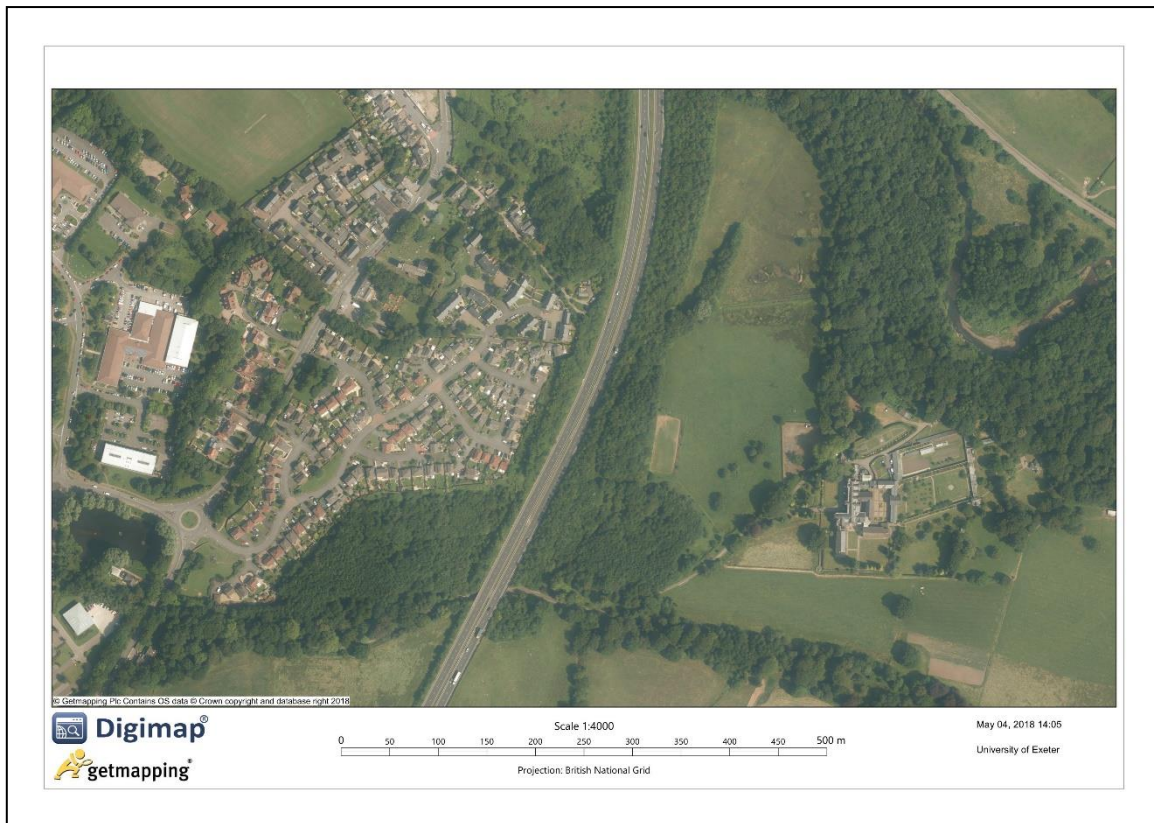 © Getmapping Plc Contains OS data © Crown copyright and database right 2018
Digimap®
getmapping®
Scale 1:4000
0 50 100 150 200 250 300 350 400 450 500 m
Projection: British National Grid
May 04, 2018 14:05
University of Exeter